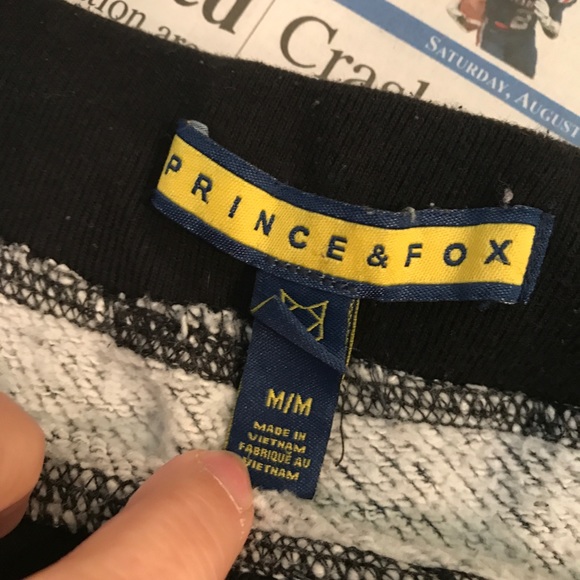 Crash
SATURDAY, AUGUST
PRINCE & FOX
M/M
MADE IN
VIETNAM
FABRIQUÉ AU
VIETNAM